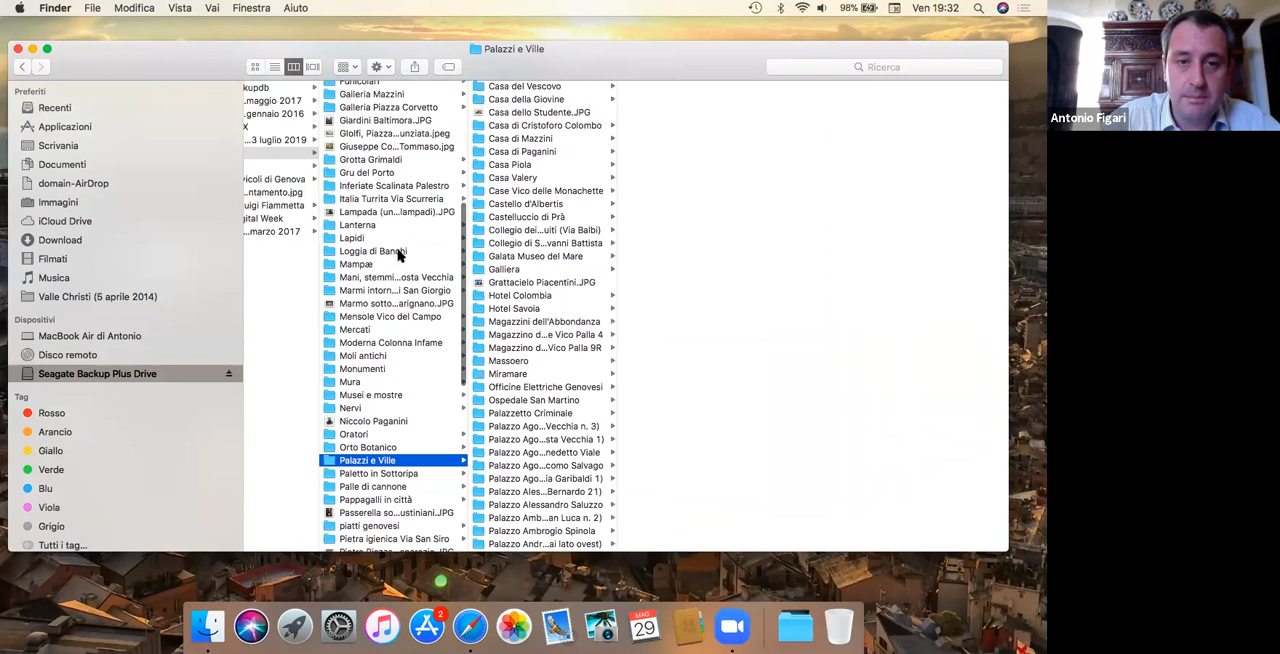 Finder File Modifica Vista Vai Finestra Aiuto 98% Ven 19:32
Palazzi e Ville
Ricerca
Antonio Figari
Preferiti
Recenti
Applicazioni
Scrivania
Documenti
domain-AirDrop
Immagini
iCloud Drive
Download
Filmati
Musica
Valle Christi (5 aprile 2014)
Dispositivi
MacBook Air di Antonio
Disco remoto
Seagate Backup Plus Drive
Tag
Rosso
Arancio
Giallo
Verde
Blu
Viola
Grigio
Tutti i tag...
kupdb
.maggio 2017
.gennaio 2016
X
...3 luglio 2019
vicoli di Genova
...ntamento.jpg
uigi Fiammetta
gital Week
marzo 2017
Funicolari
Galleria Mazzini
Galleria Piazza Corvetto
Giardini Baltimora.JPG
GIolfi, Piazza...unziata.jpeg
Giuseppe Co...Tommaso.jpg
Grotta Grimaldi
Gru del Porto
Inferiate Scalinata Palestro
Italia Turrita Via Scurreria
Lampada (un...lampadi).JPG
Lanterna
Lapidi
Loggia di Banchi
Mampæ
Mani, stemmi...osta Vecchia
Marmi intorn...i San Giorgio
Marmo sotto...arignano.JPG
Mensole Vico del Campo
Mercati
Moderna Colonna Infame
Moli antichi
Monumenti
Mura
Musei e mostre
Nervi
Niccolo Paganini
Oratori
Orto Botanico
Palazzi e Ville
Paletto in Sottoripa
Palle di cannone
Pappagalli in città
Passerella so...ustiniani.JPG
piatti genovesi
Pietra igienica Via San Siro
Casa del Vescovo
Casa della Giovine
Casa dello Studente.JPG
Casa di Cristoforo Colombo
Casa di Mazzini
Casa di Paganini
Casa Piola
Casa Valery
Case Vico delle Monachette
Castello d'Albertis
Castelluccio di Prà
Collegio dei...uiti (Via Balbi)
Collegio di S...vanni Battista
Galata Museo del Mare
Galliera
Grattacielo Piacentini.JPG
Hotel Colombia
Hotel Savoia
Magazzini dell'Abbondanza
Magazzino d...e Vico Palla 4
Magazzino d...Vico Palla 9R
Massoero
Miramare
Officine Elettriche Genovesi
Ospedale San Martino
Palazzetto Criminale
Palazzo Ago...Vecchia n. 3)
Palazzo Ago...sta Vecchia 1)
Palazzo Ago...nedetto Viale
Palazzo Ago...como Salvago
Palazzo Ago...ia Garibaldi 1)
Palazzo Ales...Bernardo 21)
Palazzo Alessandro Saluzzo
Palazzo Amb...an Luca n. 2)
Palazzo Ambrogio Spinola
Palazzo Andr...ai lato ovest)
2
MAG
29